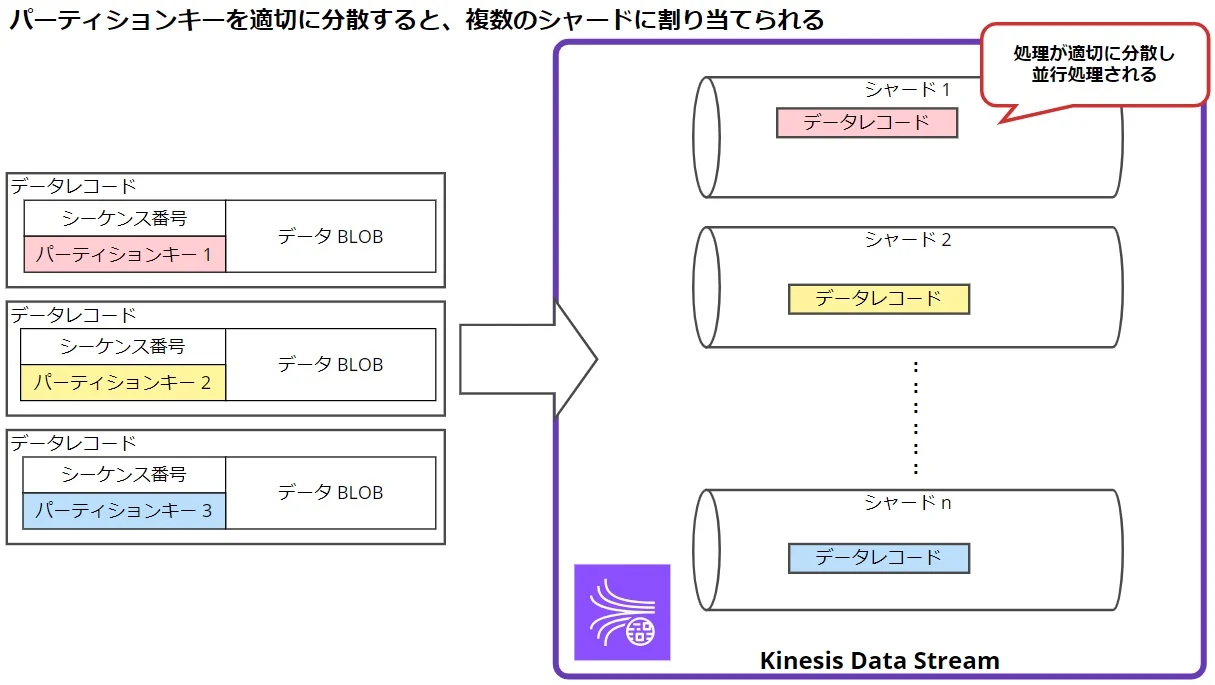 パーティションキーを適切に分散すると、複数のシャードに割り当てられる
処理が適切に分散し
並行処理される
シャード 1
データレコード
データレコード
シーケンス番号
パーティションキー 1
データ BLOB
シャード 2
データレコード
データレコード
シーケンス番号
パーティションキー 2
データ BLOB
データレコード
シーケンス番号
パーティションキー 3
データ BLOB
シャード n
データレコード
Kinesis Data Stream